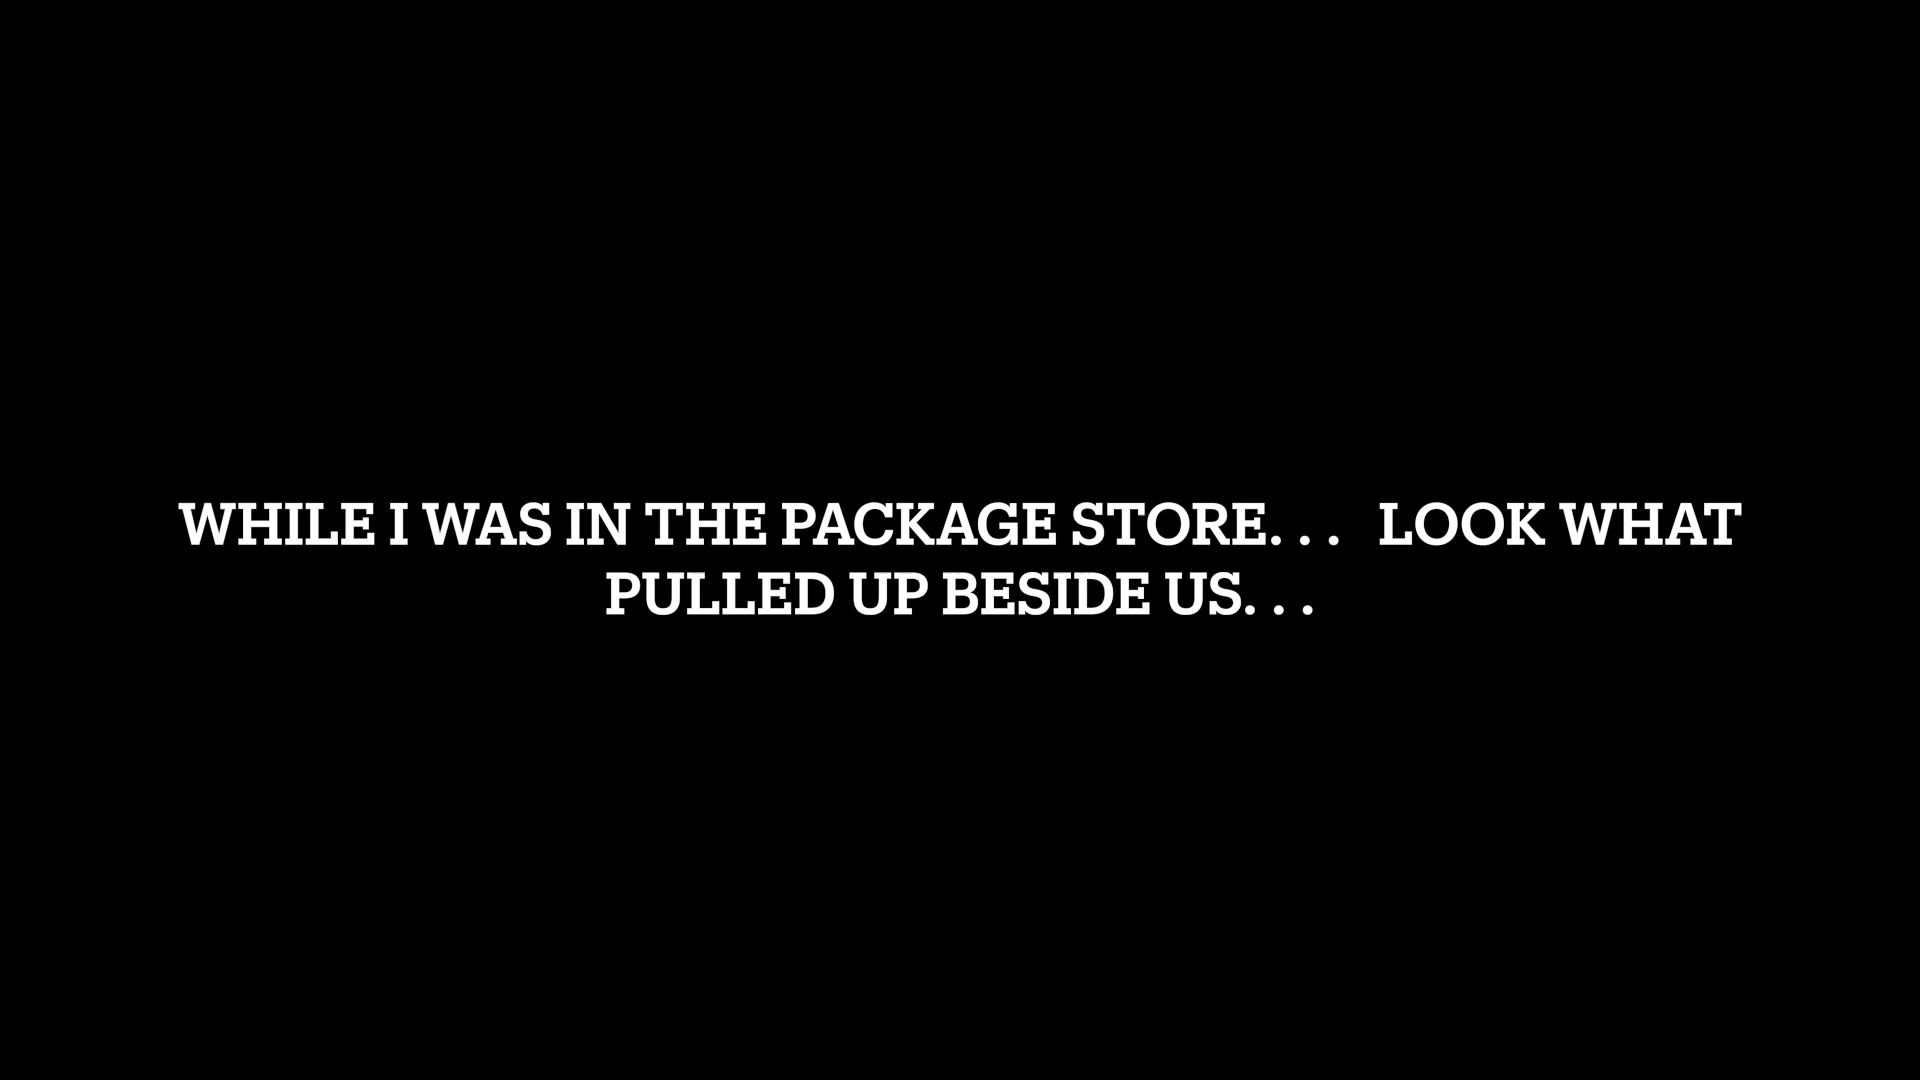 WHILE I WAS IN THE PACKAGE STORE. . .   LOOK WHAT
PULLED UP BESIDE US. . .